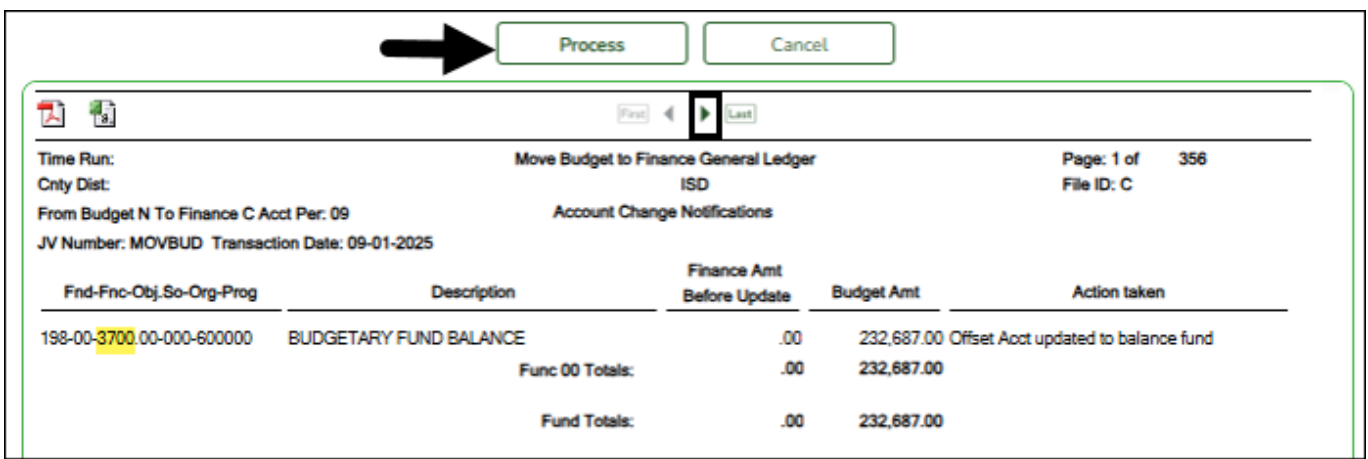 Process Cancel
First Last
Time Run: Move Budget to Finance General Ledger Page: 1 of 356
Cnty Dist: ISD File ID: C
From Budget N To Finance C Acct Per: 09 Account Change Notifications
JV Number: MOVBUD Transaction Date: 09-01-2025
Finance Amt
Fnd-Fnc-Obj.So-Org-Prog Description Before Update Budget Amt Action taken
198-00-3700.00-000-600000 BUDGETARY FUND BALANCE .00 232,687.00 Offset Acct updated to balance fund
Func 00 Totals: .00 232,687.00
Fund Totals: .00 232,687.00